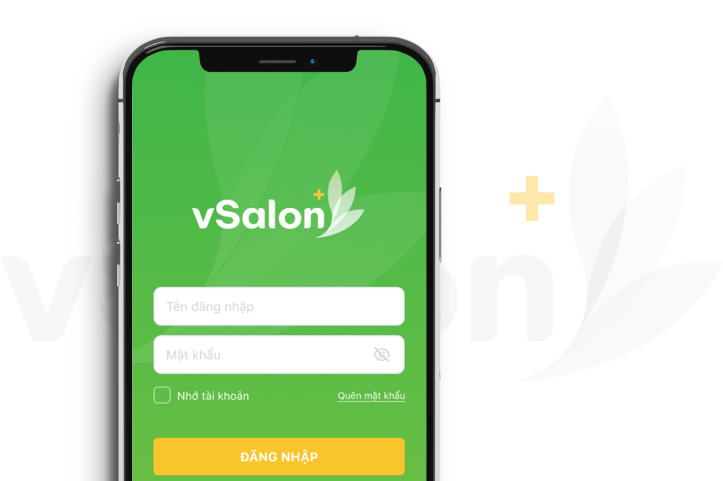 vSalon
Tên đăng nhập
Mật khẩu
Nhớ tài khoản
Quên mật khẩu
ĐĂNG NHẬP